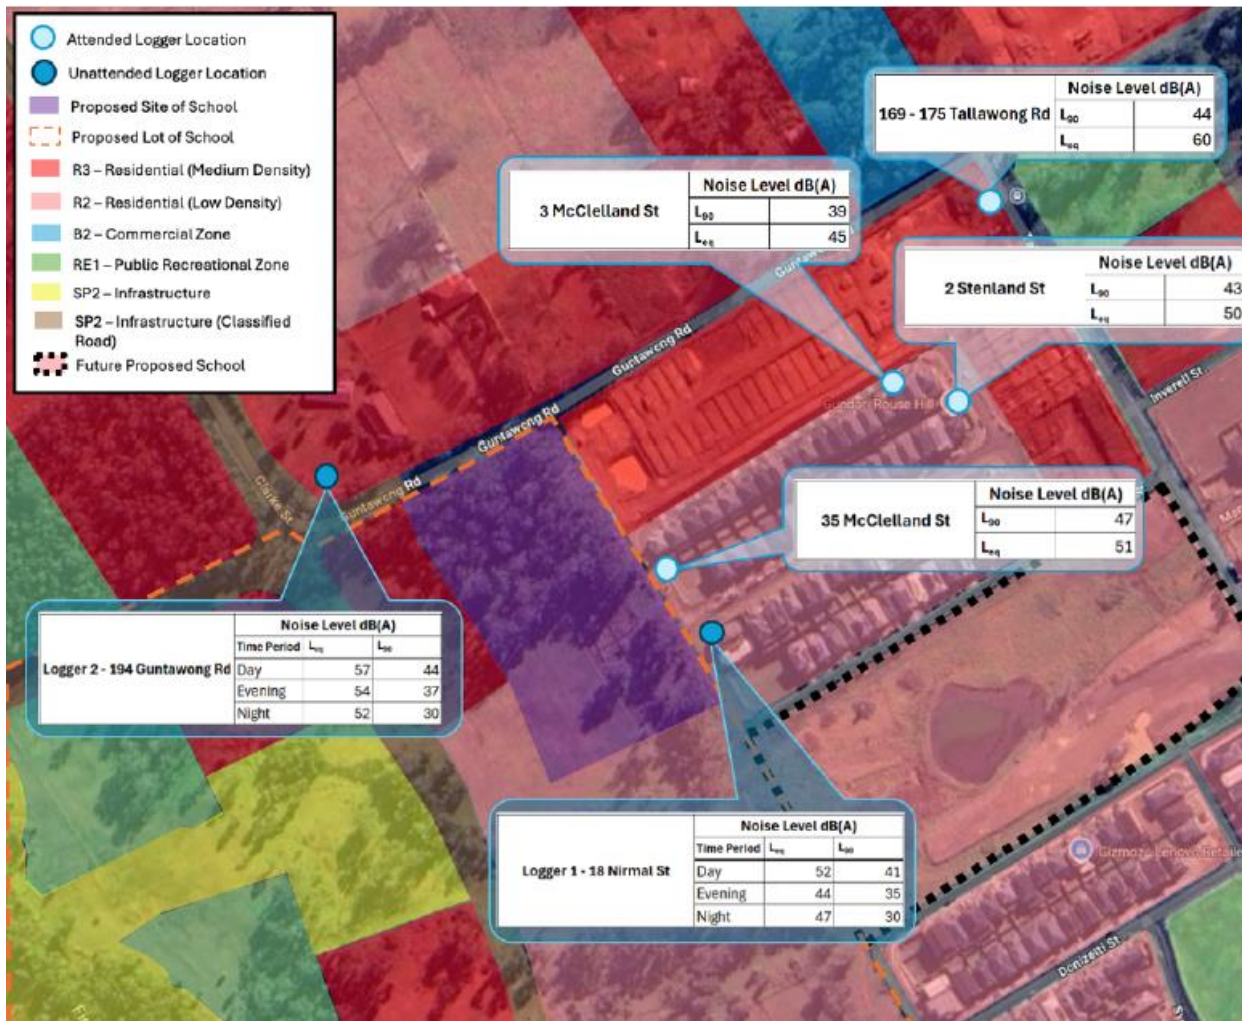 Attended Logger Location
Unattended Logger Location
Proposed Site of School
Proposed Lot of School
R3 – Residential (Medium Density)
R2 – Residential (Low Density)
B2 – Commercial Zone
RE1 – Public Recreational Zone
SP2 – Infrastructure
SP2 – Infrastructure (Classified
Road)
Future Proposed School
169 - 175 Tallawong Rd
Noise Level dB(A)
L90 44
Leq 60
3 McClelland St
Noise Level dB(A)
L90 39
Leq 45
2 Stenland St
Noise Level dB(A)
L90 43
Leq 50
Guntawong Rd
Guntawong Rd
Guntawong Rd
Gundari Rouse Hill
Inverell St
Clarke St
35 McClelland St
Noise Level dB(A)
L90 47
Leq 51
Logger 2 - 194 Guntawong Rd
Noise Level dB(A)
Time Period Leq L90
Day 57 44
Evening 54 37
Night 52 30
Logger 1 - 18 Nirmal St
Noise Level dB(A)
Time Period Leq L90
Day 52 41
Evening 44 35
Night 47 30
Gizmoze Lenovo Retaile
Donizetti St